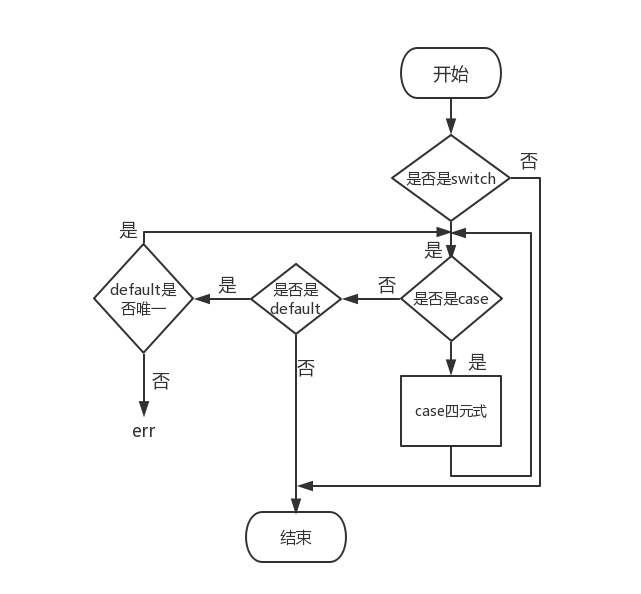 开始
是否是switch
否
是
是
default是
否唯一
是
是否是
default
否
是否是case
是
case四元式
否
否
err
结束